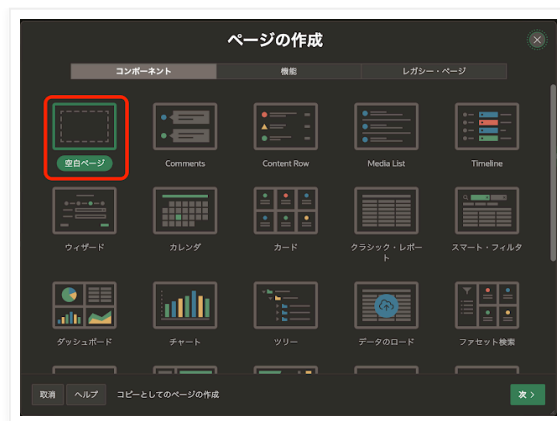 ページの作成
コンポーネント
機能
レガシー・ページ
空白ページ
Comments
Content Row
Media List
Timeline
ウィザード
カレンダ
カード
クラシック・レポー
ト
スマート・フィルタ
ダッシュボード
チャート
ツリー
データのロード
ファセット検索
取消
ヘルプ
コピーとしてのページの作成
次 >